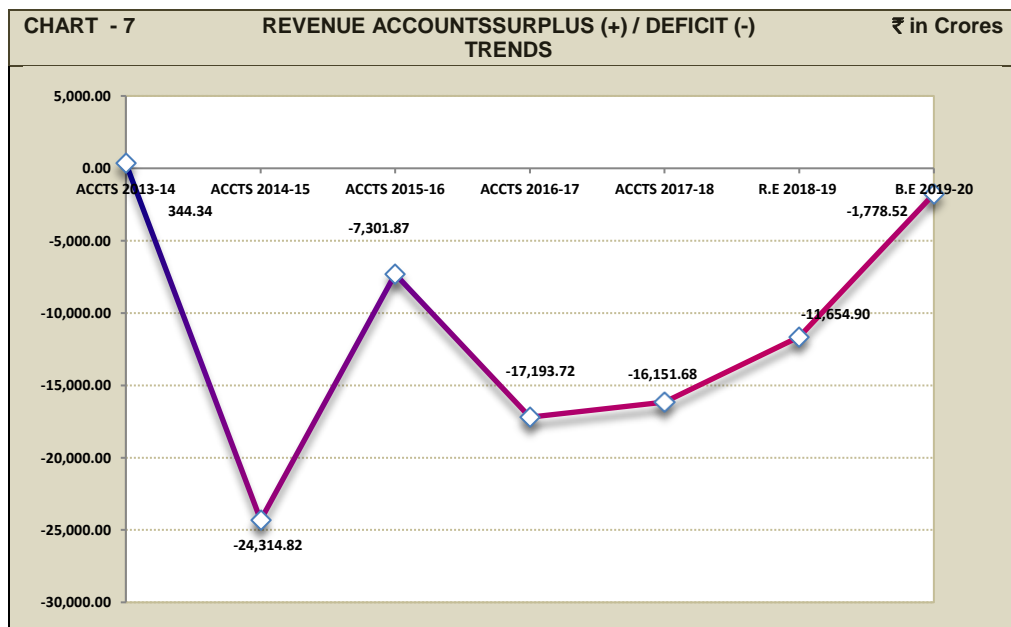 CHART - 7
REVENUE ACCOUNTSSURPLUS (+) / DEFICIT (-)
TRENDS
₹ in Crores
5,000.00
0.00
-5,000.00
-10,000.00
-15,000.00
-20,000.00
-25,000.00
-30,000.00
ACCTS 2013-14
ACCTS 2014-15
ACCTS 2015-16
ACCTS 2016-17
ACCTS 2017-18
R.E 2018-19
B.E 2019-20
344.34
-24,314.82
-7,301.87
-17,193.72
-16,151.68
-11,654.90
-1,778.52